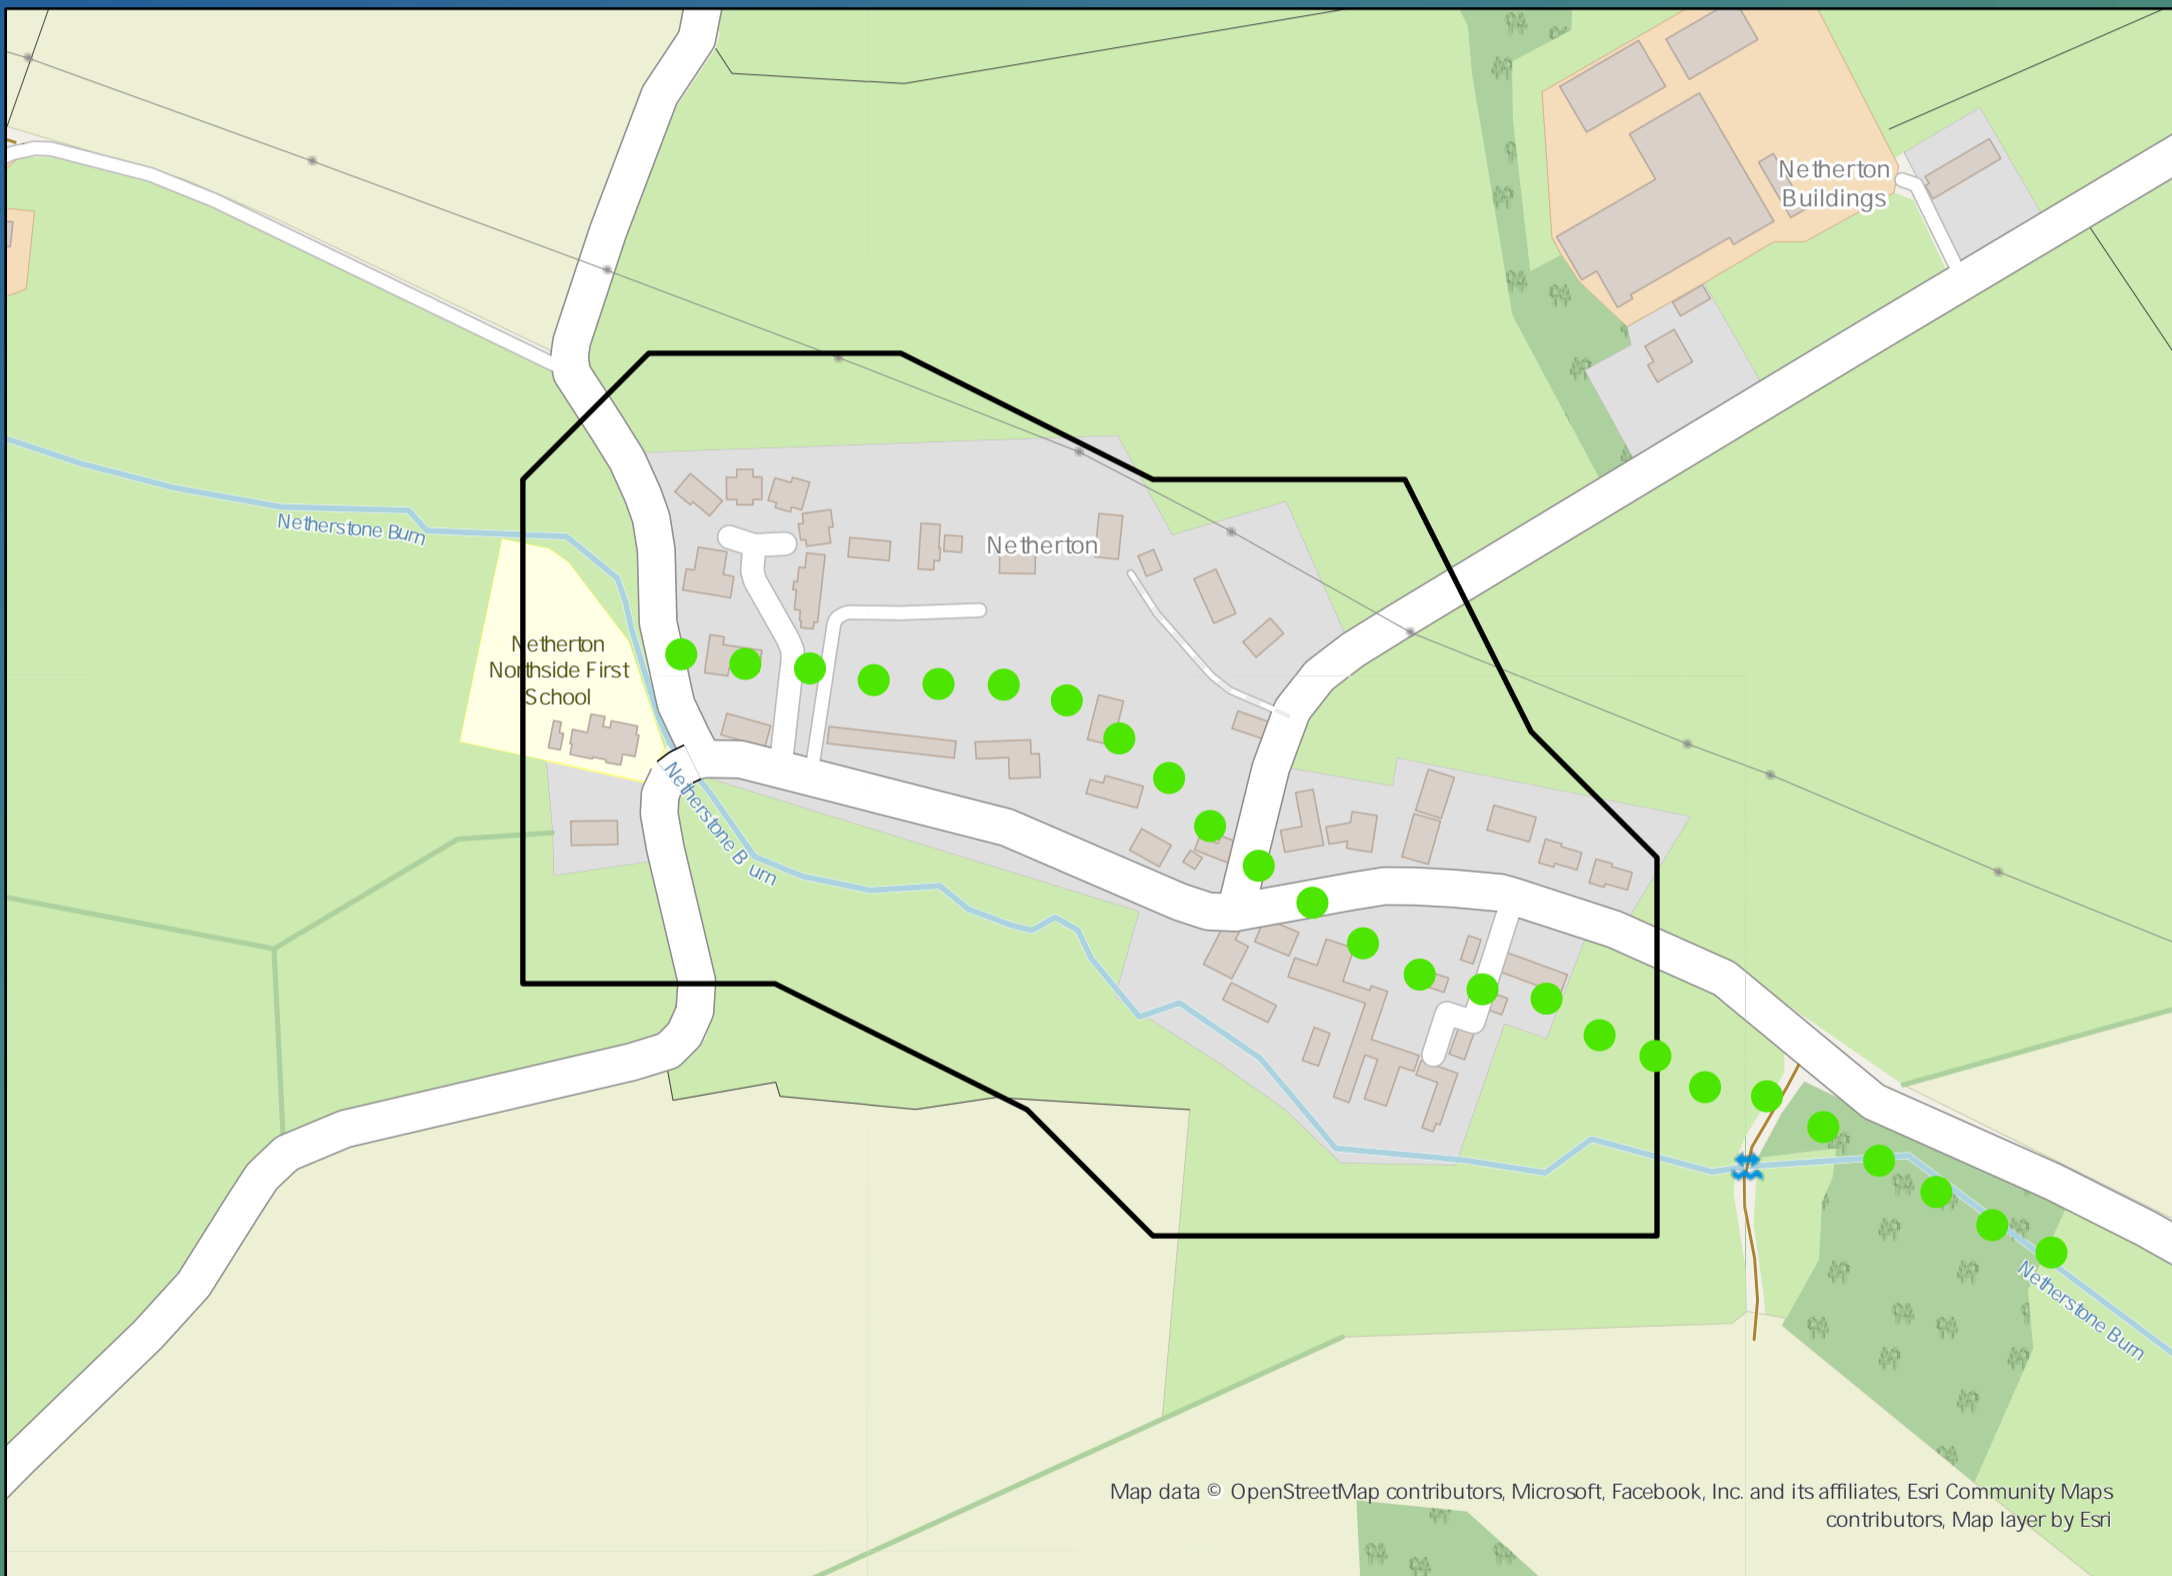 Netherton
Buildings
Netherstone Burn
Netherton
Netherton
Northside First
School
Netherstone Burn
Netherstone Burn
Map data © OpenStreetMap contributors, Microsoft, Facebook, Inc. and its affiliates, Esri Community Maps
contributors, Map layer by Esri